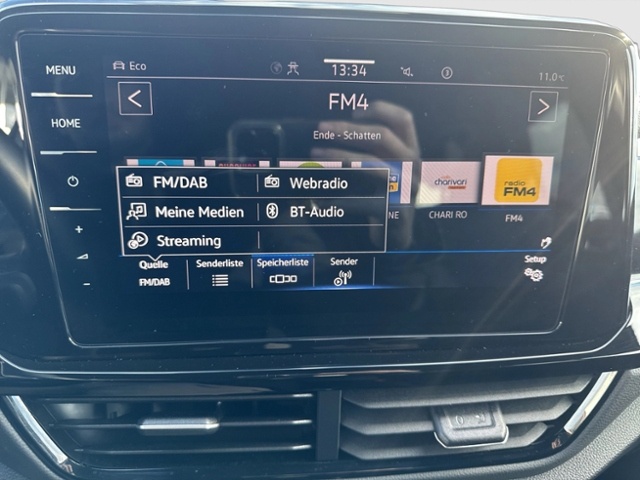 MENU
Eco
13:34
11.0°C
FM4
HOME
Ende - Schatten
FM/DAB
Webradio
Meine Medien
BT-Audio
Streaming
charivari
radio
FM4
CHARI RO
FM4
Quelle
FM/DAB
Senderliste
Speicherliste
Sender
Setup